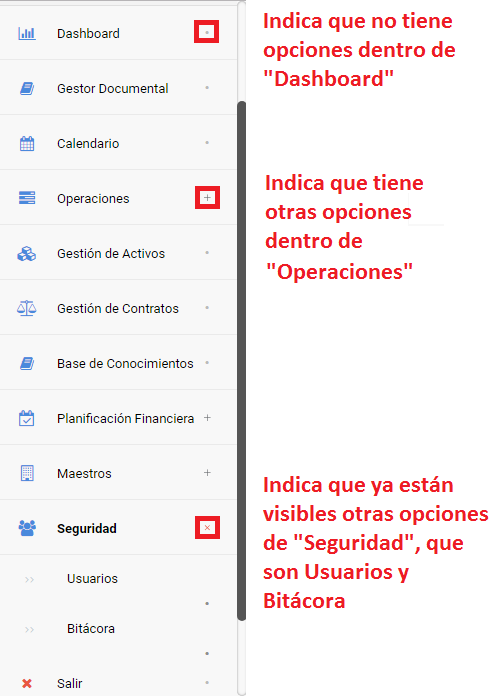 Dashboard
Gestor Documental
Calendario
Operaciones +
Gestión de Activos
Gestión de Contratos
Base de Conocimientos
Planificación Financiera +
Maestros +
Seguridad ×
>> Usuarios
>> Bitácora
Salir
Indica que no tiene
opciones dentro de
"Dashboard"
Indica que tiene
otras opciones
dentro de
"Operaciones"
Indica que ya están
visibles otras opciones
de "Seguridad", que
son Usuarios y
Bitácora